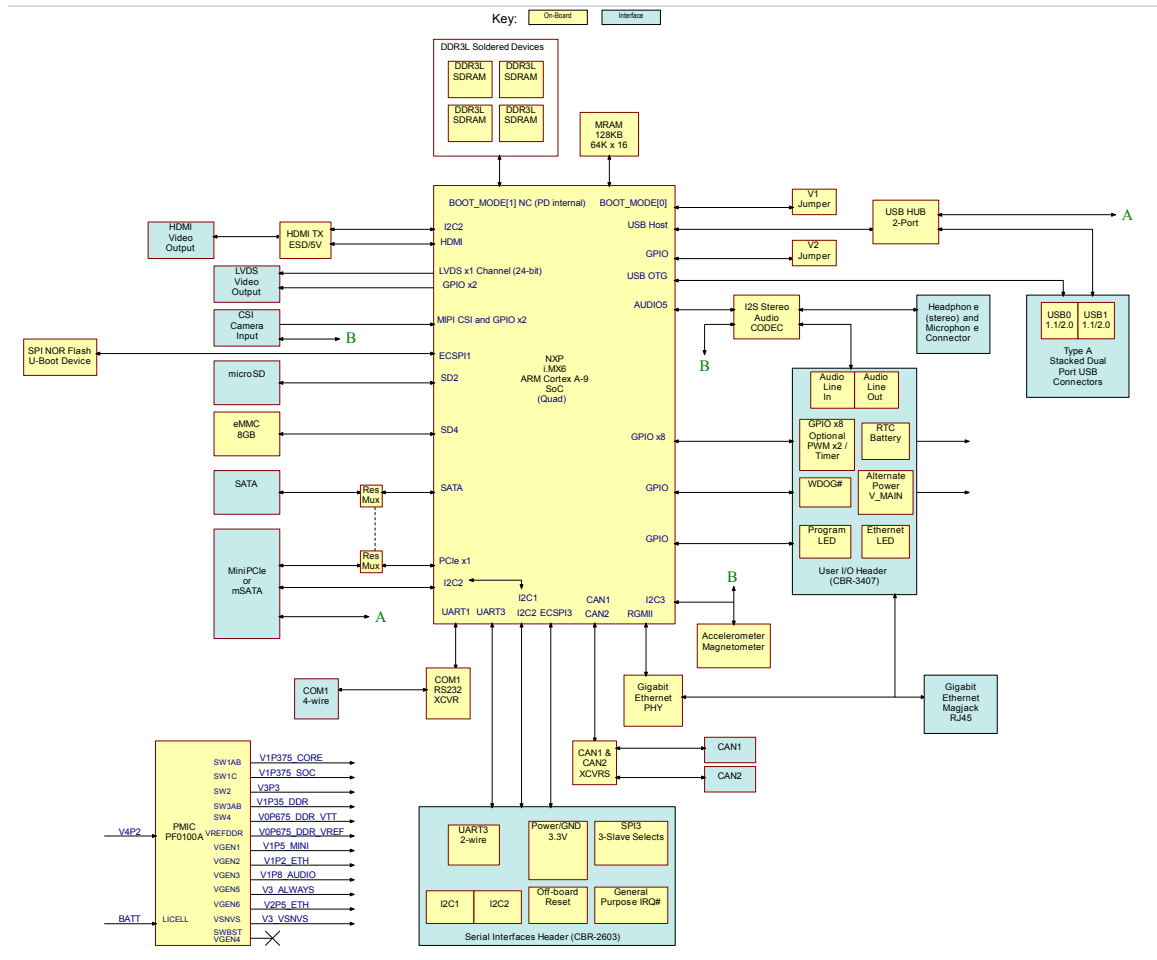 Key:
On-Board
Interface
DDR3L Soldered Devices
DDR3L
SDRAM
DDR3L
SDRAM
DDR3L
SDRAM
DDR3L
SDRAM
MRAM
128KB
64K x 16
BOOT_MODE[1] NC (PD internal)
BOOT_MODE[0]
V1
Jumper
USB HUB
2-Port
A
HDMI
Video
Output
HDMI TX
ESD/5V
I2C2
HDMI
USB Host
GPIO
V2
Jumper
LVDS
Video
Output
LVDS x1 Channel (24-bit)
GPIO x2
USB OTG
CSI
Camera
Input
B
MIPI CSI and GPIO x2
AUDIO5
I2S Stereo
Audio
CODEC
B
Headphon e
(stereo) and
Microphon e
Connector
USB0
1.1/2.0
USB1
1.1/2.0
Type A
Stacked Dual
Port USB
Connectors
SPI NOR Flash
U-Boot Device
ECSPI1
NXP
i.MX6
ARM Cortex A-9
SoC
(Quad)
microSD
SD2
eMMC
8GB
SD4
Audio
Line
In
Audio
Line
Out
GPIO x8
GPIO x8
Optional
PWM x2 /
Timer
RTC
Battery
SATA
Res
Mux
SATA
GPIO
WDOG#
Alternate
Power
V_MAIN
MiniPCIe
or
mSATA
Res
Mux
PCIe x1
I2C2
A
GPIO
Program
LED
Ethernet
LED
User I/O Header
(CBR-3407)
I2C1
CAN1
I2C3
B
UART1
UART3
I2C2
ECSPI3
CAN2
RGMII
Accelerometer
Magnetometer
COM1
4-wire
COM1
RS232
XCVR
Gigabit
Ethernet
PHY
Gigabit
Ethernet
Magjack
RJ45
CAN1 &
CAN2
XCVRS
CAN1
CAN2
V4P2
BATT
PMIC
PF0100A
LICELL
SW1AB
V1P375_CORE
SW1C
V1P375_SOC
SW2
V3P3
SW3AB
V1P35_DDR
SW4
V0P675_DDR_VTT
VREFDDR
V0P675_DDR_VREF
VGEN1
V1P5_MINI
VGEN2
V1P2_ETH
VGEN3
V1P8_AUDIO
VGEN5
V3_ALWAYS
VGEN6
V2P5_ETH
VSNVS
V3_VSNVS
SWBST
VGEN4
UART3
2-wire
Power/GND
3.3V
SPI3
3-Slave Selects
I2C1
I2C2
Off-board
Reset
General
Purpose IRQ#
Serial Interfaces Header (CBR-2603)